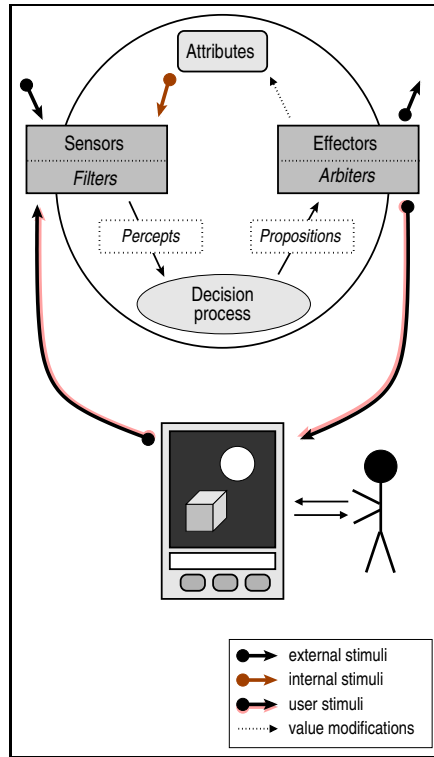 Attributes
Sensors
Filters
Effectors
Arbiters
Percepts
Propositions
Decision
process
external stimuli
internal stimuli
user stimuli
value modifications